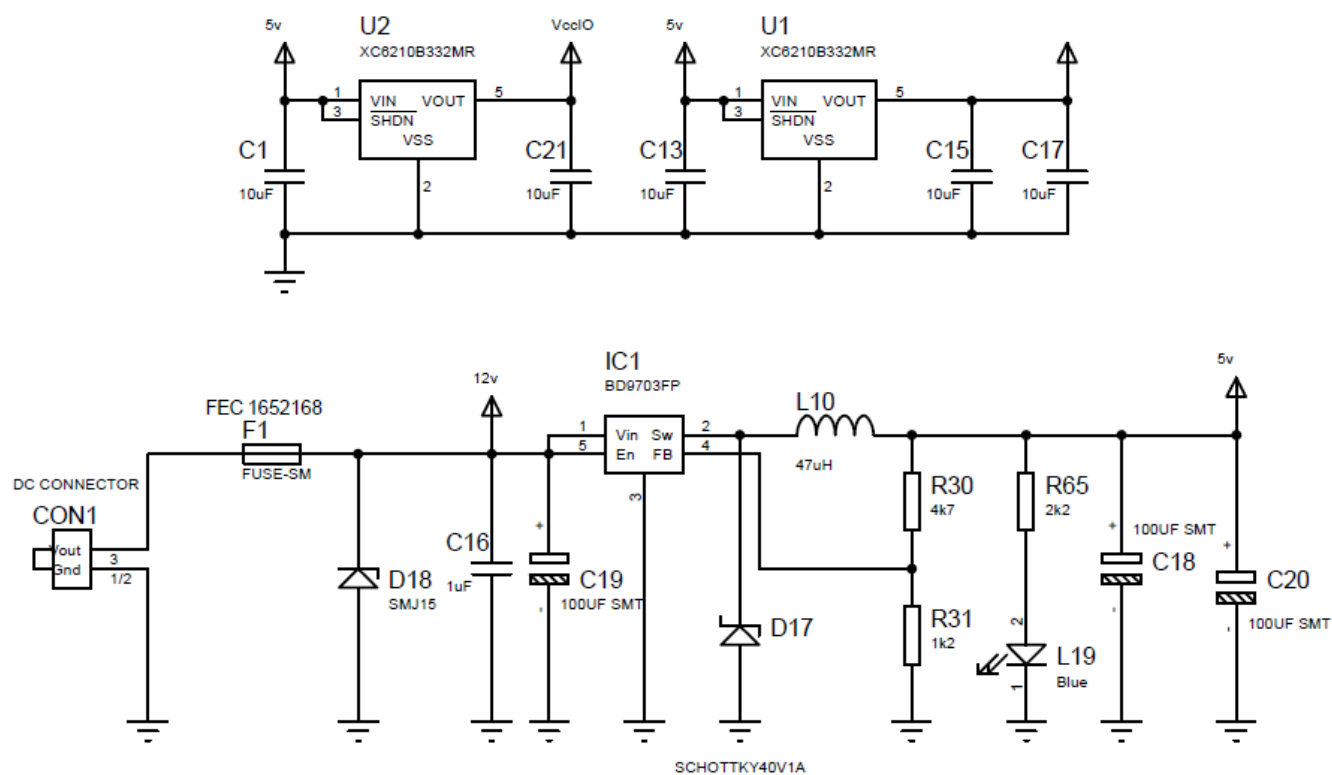 U2
XC6210B332MR
5v
VccIO
1
VIN
VOUT
5
3
SHDN
VSS
2
C1
10uF
C21
10uF
U1
XC6210B332MR
5v
1
VIN
VOUT
5
3
SHDN
VSS
2
C13
10uF
C15
10uF
C17
10uF
DC CONNECTOR
CON1
Vout
Gnd
3
1/2
FEC 1652168
F1
FUSE-SM
12v
D18
SMJ15
C16
1uF
+
C19
100UF SMT
-
IC1
BD9703FP
1
Vin
Sw
2
5
En
FB
4
3
D17
SCHOTTKY40V1A
L10
47uH
R30
4k7
R31
1k2
R65
2k2
2
L19
Blue
1
100UF SMT
+
C18
-
5v
+
C20
100UF SMT
-